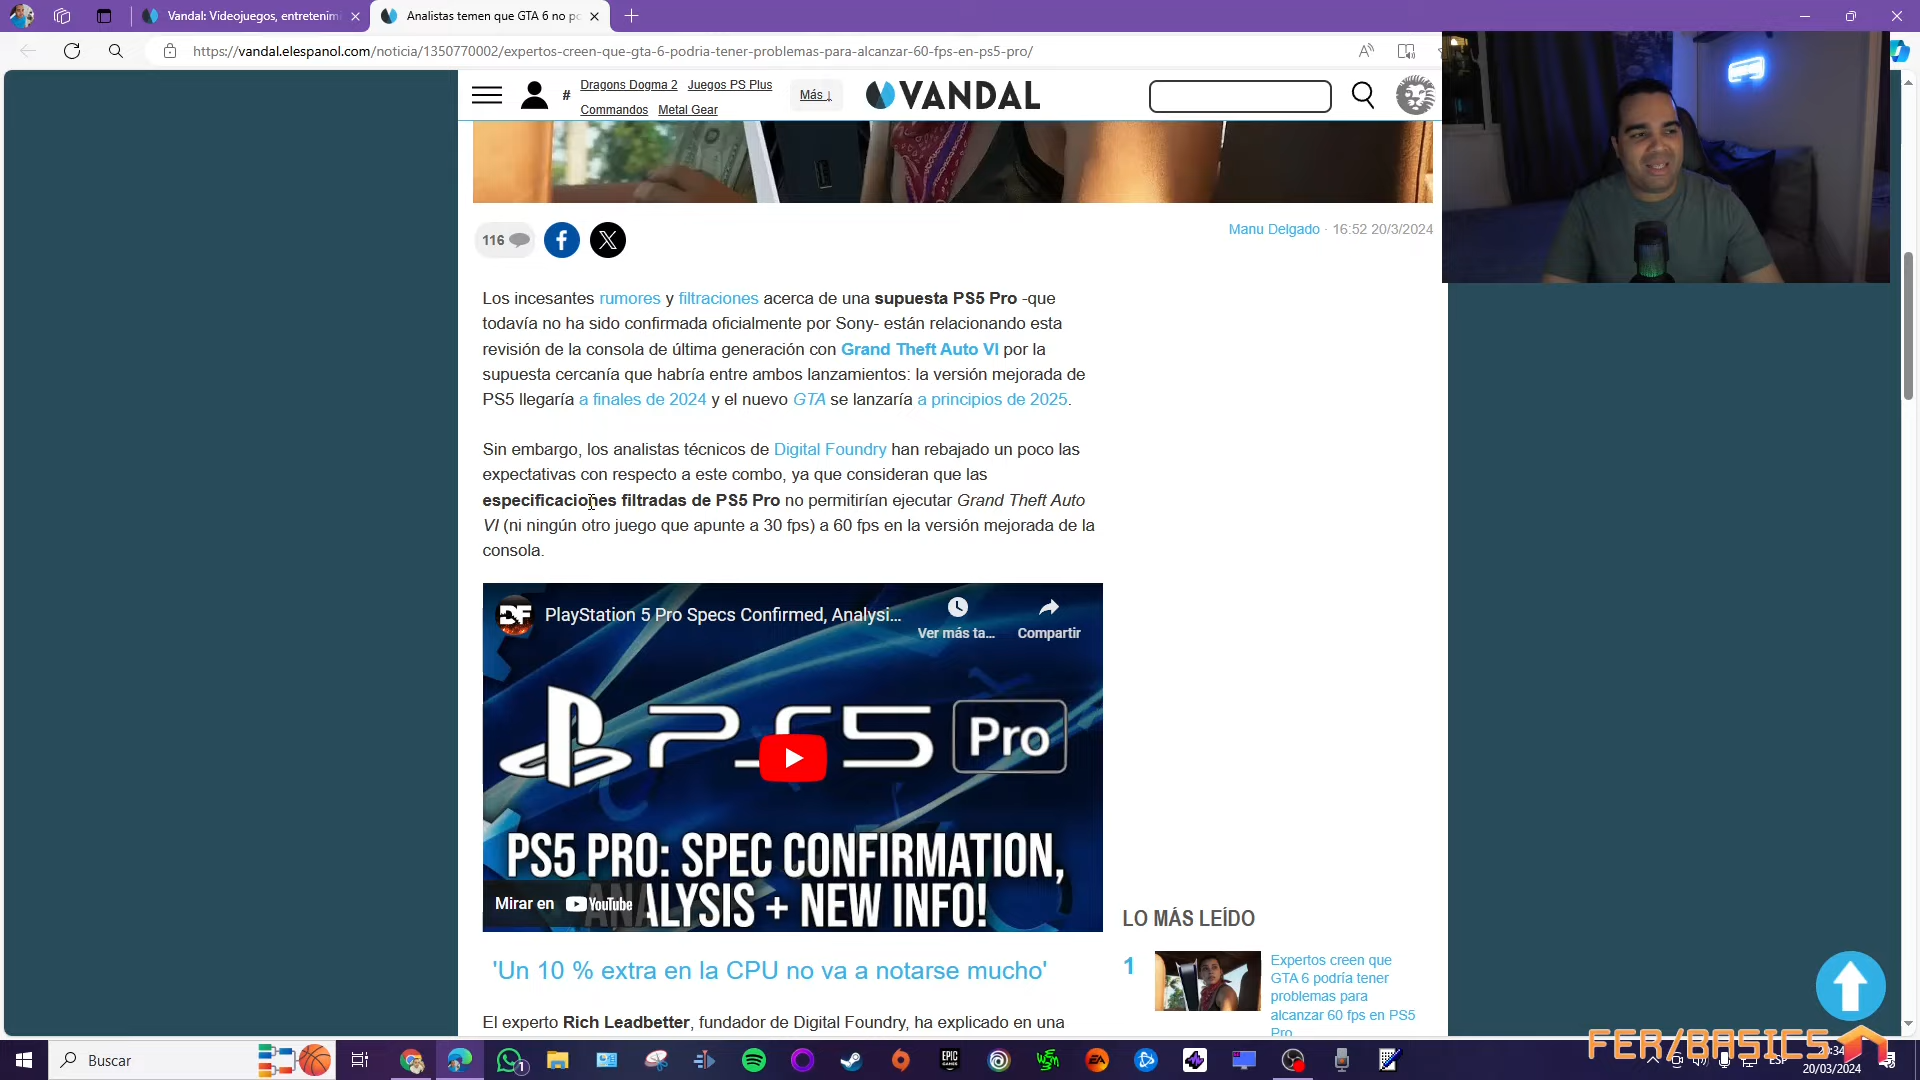 Vandal: Videojuegos, entretenimi
Analistas temen que GTA 6 no po
https://vandal.elespanol.com/noticia/1350770002/expertos-creen-que-gta-6-podria-tener-problemas-para-alcanzar-60-fps-en-ps5-pro/
# Dragons Dogma 2 Juegos PS Plus
Commandos Metal Gear
Más ↓
VANDAL
116
Manu Delgado · 16:52 20/3/2024
Los incesantes rumores y filtraciones acerca de una supuesta PS5 Pro -que
todavía no ha sido confirmada oficialmente por Sony- están relacionando esta
revisión de la consola de última generación con Grand Theft Auto VI por la
supuesta cercanía que habría entre ambos lanzamientos: la versión mejorada de
PS5 llegaría a finales de 2024 y el nuevo GTA se lanzaría a principios de 2025.
Sin embargo, los analistas técnicos de Digital Foundry han rebajado un poco las
expectativas con respecto a este combo, ya que consideran que las
especificaciones filtradas de PS5 Pro no permitirían ejecutar Grand Theft Auto
VI (ni ningún otro juego que apunte a 30 fps) a 60 fps en la versión mejorada de la
consola.
DF
PlayStation 5 Pro Specs Confirmed, Analysi...
Ver más ta...
Compartir
PS5 Pro
PS5 PRO: SPEC CONFIRMATION,
ANALYSIS + NEW INFO!
Mirar en YouTube
'Un 10 % extra en la CPU no va a notarse mucho'
El experto Rich Leadbetter, fundador de Digital Foundry, ha explicado en una
LO MÁS LEÍDO
1
Expertos creen que
GTA 6 podría tener
problemas para
alcanzar 60 fps en PS5
Pro
FER/BASICS
Buscar
1
EPIC GAMES
EA
ESP
20/03/2024